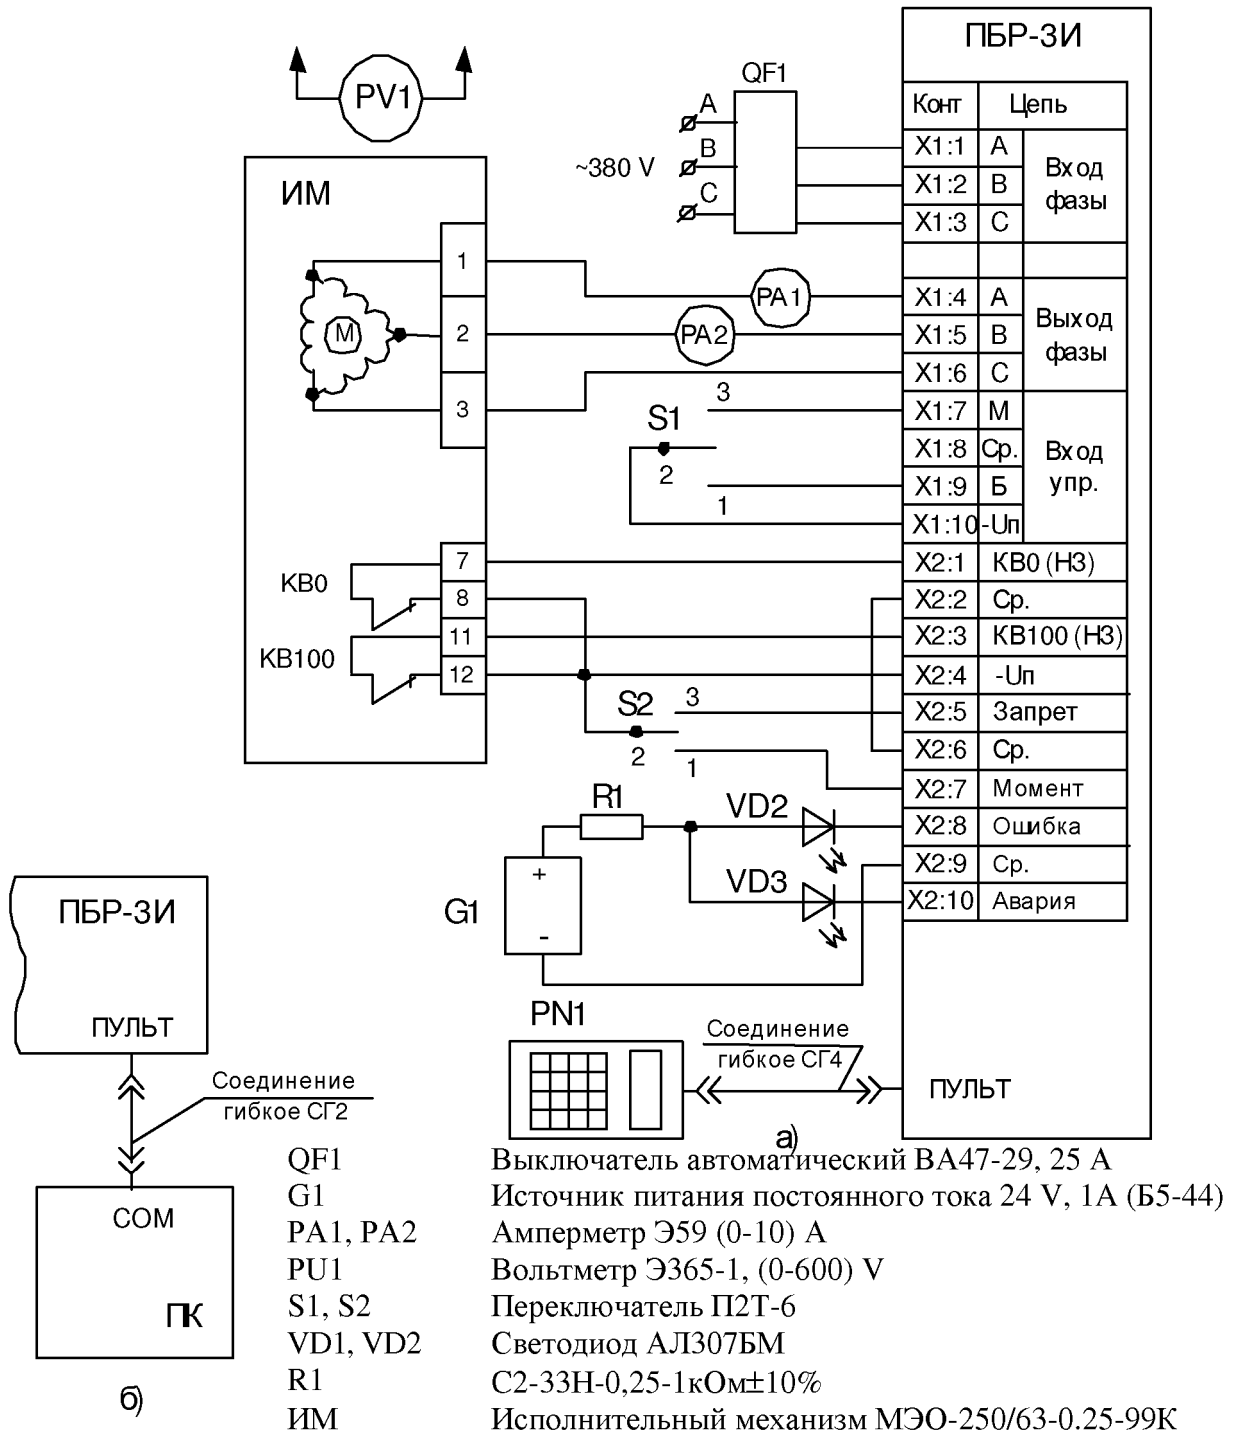 ПБР-3И
PV1
QF1
Конт Цепь
A
B
C
~380 V
X1:1 A
X1:2 B
X1:3 C
Вход
фазы
ИМ
1
2
3
M
PA1
PA2
X1:4 A
X1:5 B
X1:6 C
Выход
фазы
S1
3
2
1
X1:7 М
X1:8 Ср.
X1:9 Б
X1:10 -Uп
Вход
упр.
КВ0
7
8
КВ100
11
12
X2:1 КВ0 (НЗ)
X2:2 Ср.
X2:3 КВ100 (НЗ)
X2:4 -Uп
X2:5 Запрет
X2:6 Ср.
X2:7 Момент
X2:8 Ошибка
X2:9 Ср.
X2:10 Авария
S2
3
2
1
R1
VD2
VD3
G1
+
-
PN1
Соединение
гибкое СГ4
ПУЛЬТ
а)
ПБР-3И
ПУЛЬТ
Соединение
гибкое СГ2
COM
ПК
б)
QF1 Выключатель автоматический ВА47-29, 25 А
G1 Источник питания постоянного тока 24 V, 1А (Б5-44)
PA1, PA2 Амперметр Э59 (0-10) А
PU1 Вольтметр Э365-1, (0-600) V
S1, S2 Переключатель П2Т-6
VD1, VD2 Светодиод АЛ307БМ
R1 С2-33Н-0,25-1кОм±10%
ИМ Исполнительный механизм МЭО-250/63-0.25-99К